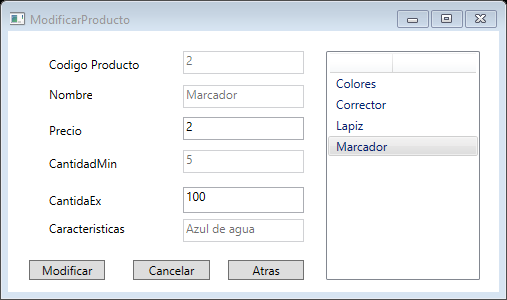 ModificarProducto
Codigo Producto 2
Nombre Marcador
Precio 2
CantidadMin 5
CantidaEx 100
Caracteristicas Azul de agua
Modificar Cancelar Atras
Colores
Corrector
Lapiz
Marcador